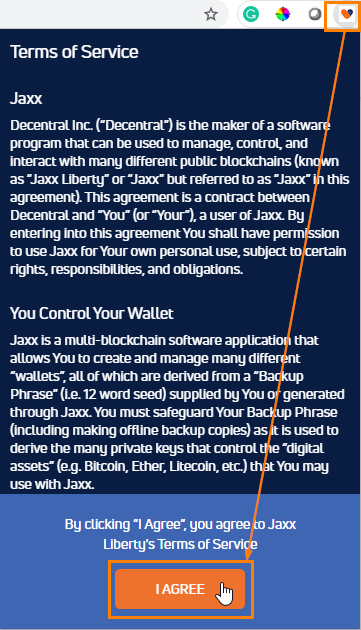 Terms of Service
Jaxx
Decentral Inc. (“Decentral”) is the maker of a software
program that can be used to manage, control, and
interact with many different public blockchains (known
as “Jaxx Liberty” or “Jaxx” but referred to as “Jaxx” in this
agreement). This agreement is a contract between
Decentral and “You” (or “Your”), a user of Jaxx. By
entering into this agreement You shall have permission
to use Jaxx for Your own personal use, subject to certain
rights, responsibilities, and obligations.
You Control Your Wallet
Jaxx is a multi-blockchain software application that
allows You to create and manage many different
“wallets”, all of which are derived from a “Backup
Phrase” (i.e. 12 word seed) supplied by You or generated
through Jaxx. You must safeguard Your Backup Phrase
(including making offline backup copies) as it is used to
derive the many private keys that control the “digital
assets” (e.g. Bitcoin, Ether, Litecoin, etc.) that You may
use with Jaxx.
By clicking “I Agree”, you agree to Jaxx
Liberty's Terms of Service
I AGREE